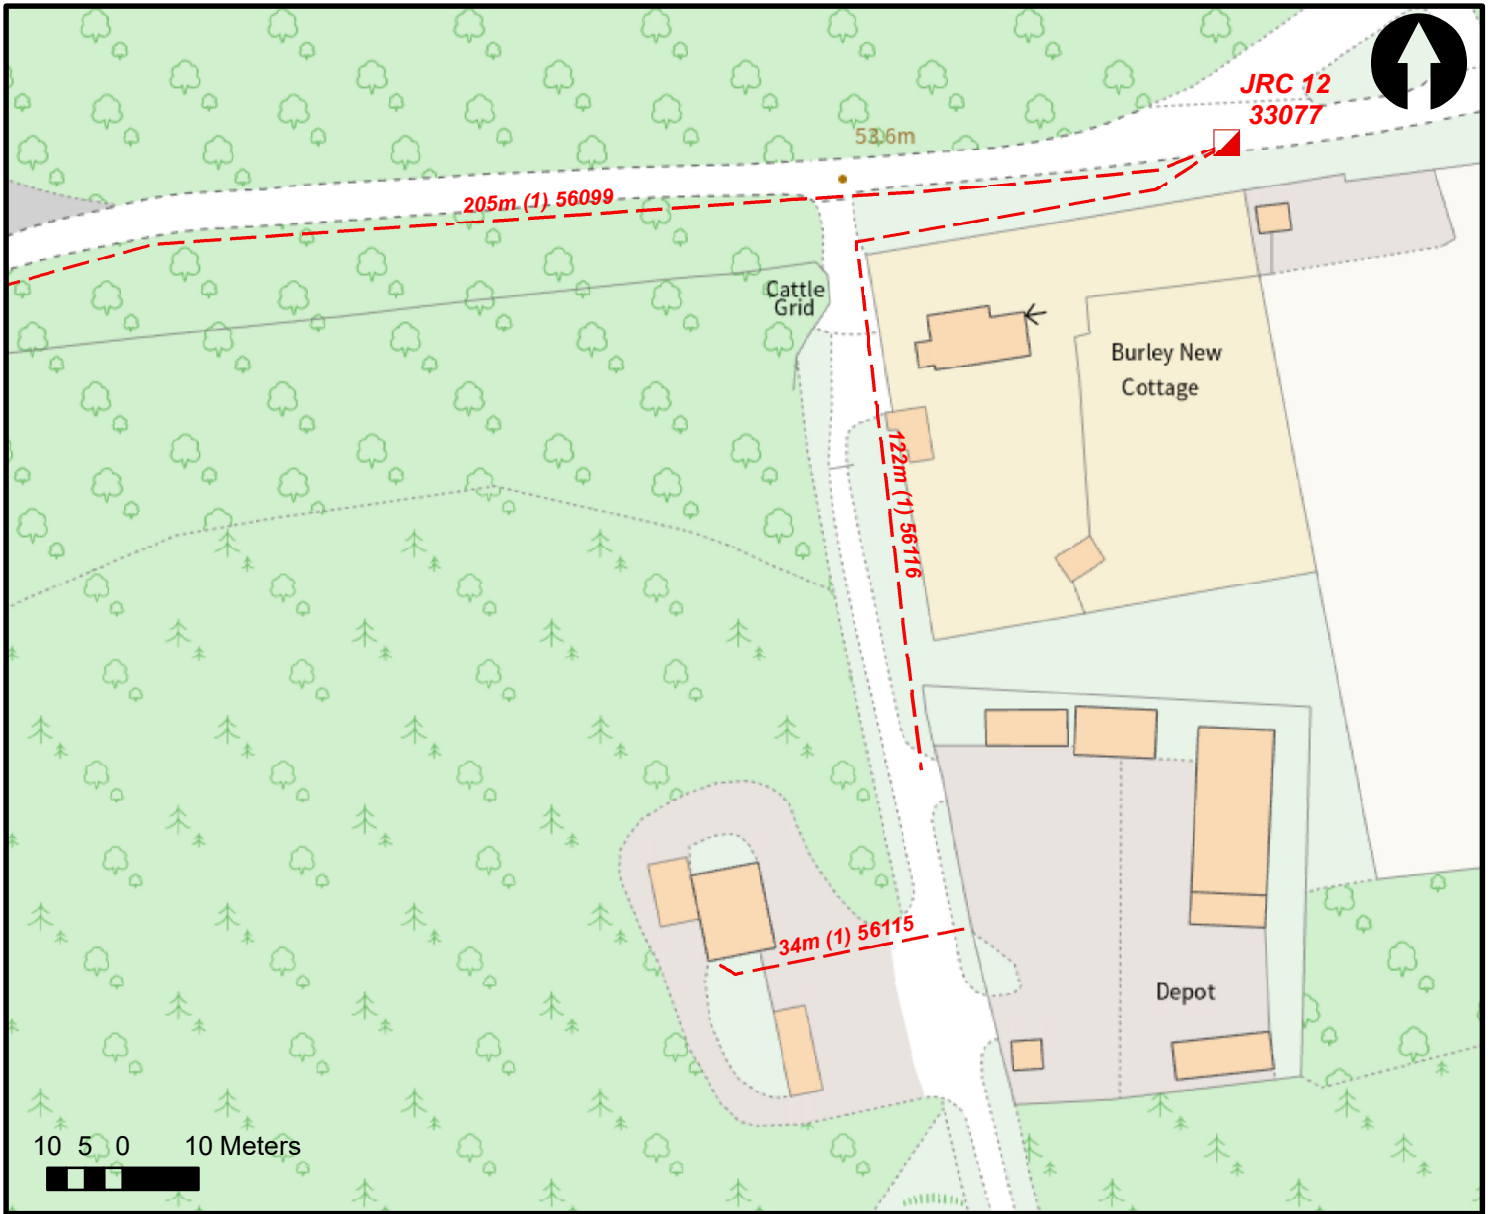 JRC 12
33077
53.6m
205m (1) 56099
Cattle
Grid
Burley New
Cottage
122m (1) 56116
34m (1) 56115
Depot
10 5 0 10 Meters